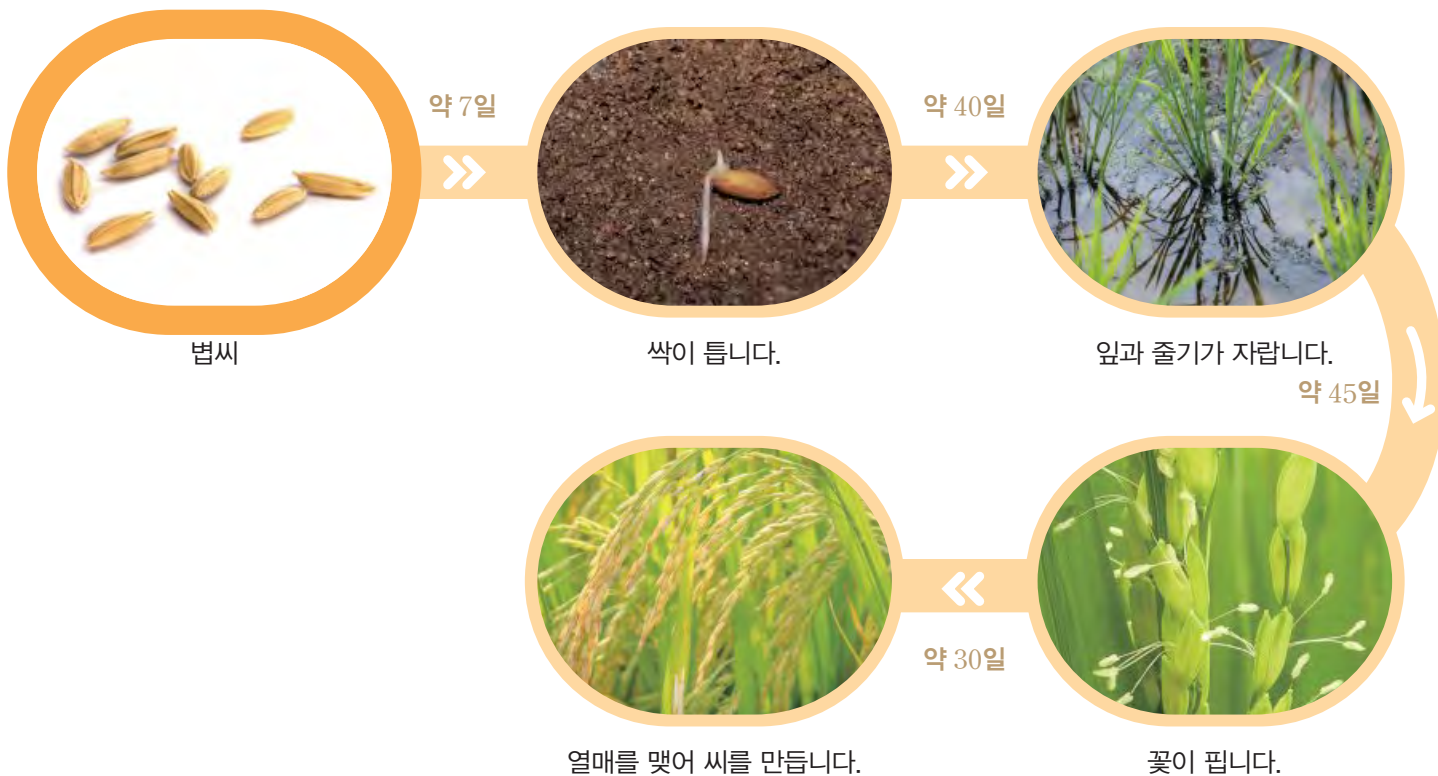 약 7일
약 40일
볍씨
싹이 틉니다.
잎과 줄기가 자랍니다.
약 45일
약 30일
열매를 맺어 씨를 만듭니다.
꽃이 핍니다.